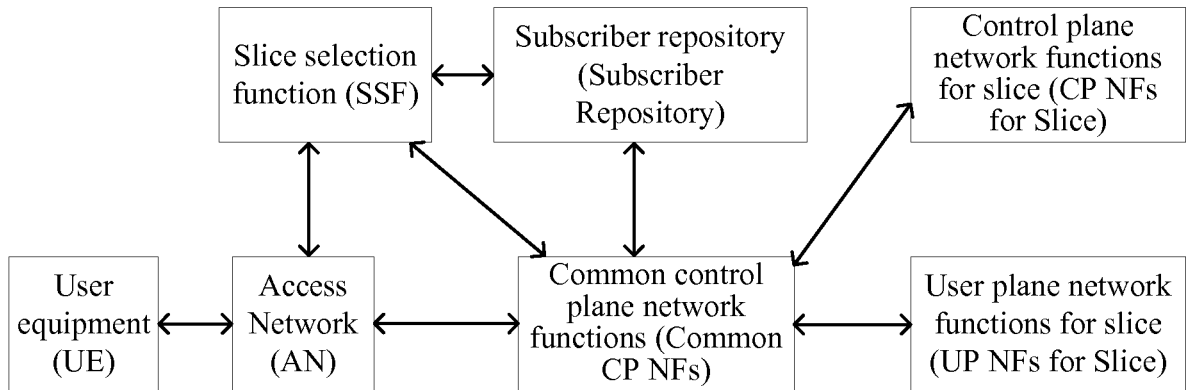 Slice selection
function (SSF)
Subscriber repository
(Subscriber
Repository)
Control plane
network functions
for slice (CP NFs
for Slice)
User
equipment
(UE)
Access
Network
(AN)
Common control
plane network
functions (Common
CP NFs)
User plane network
functions for slice
(UP NFs for Slice)